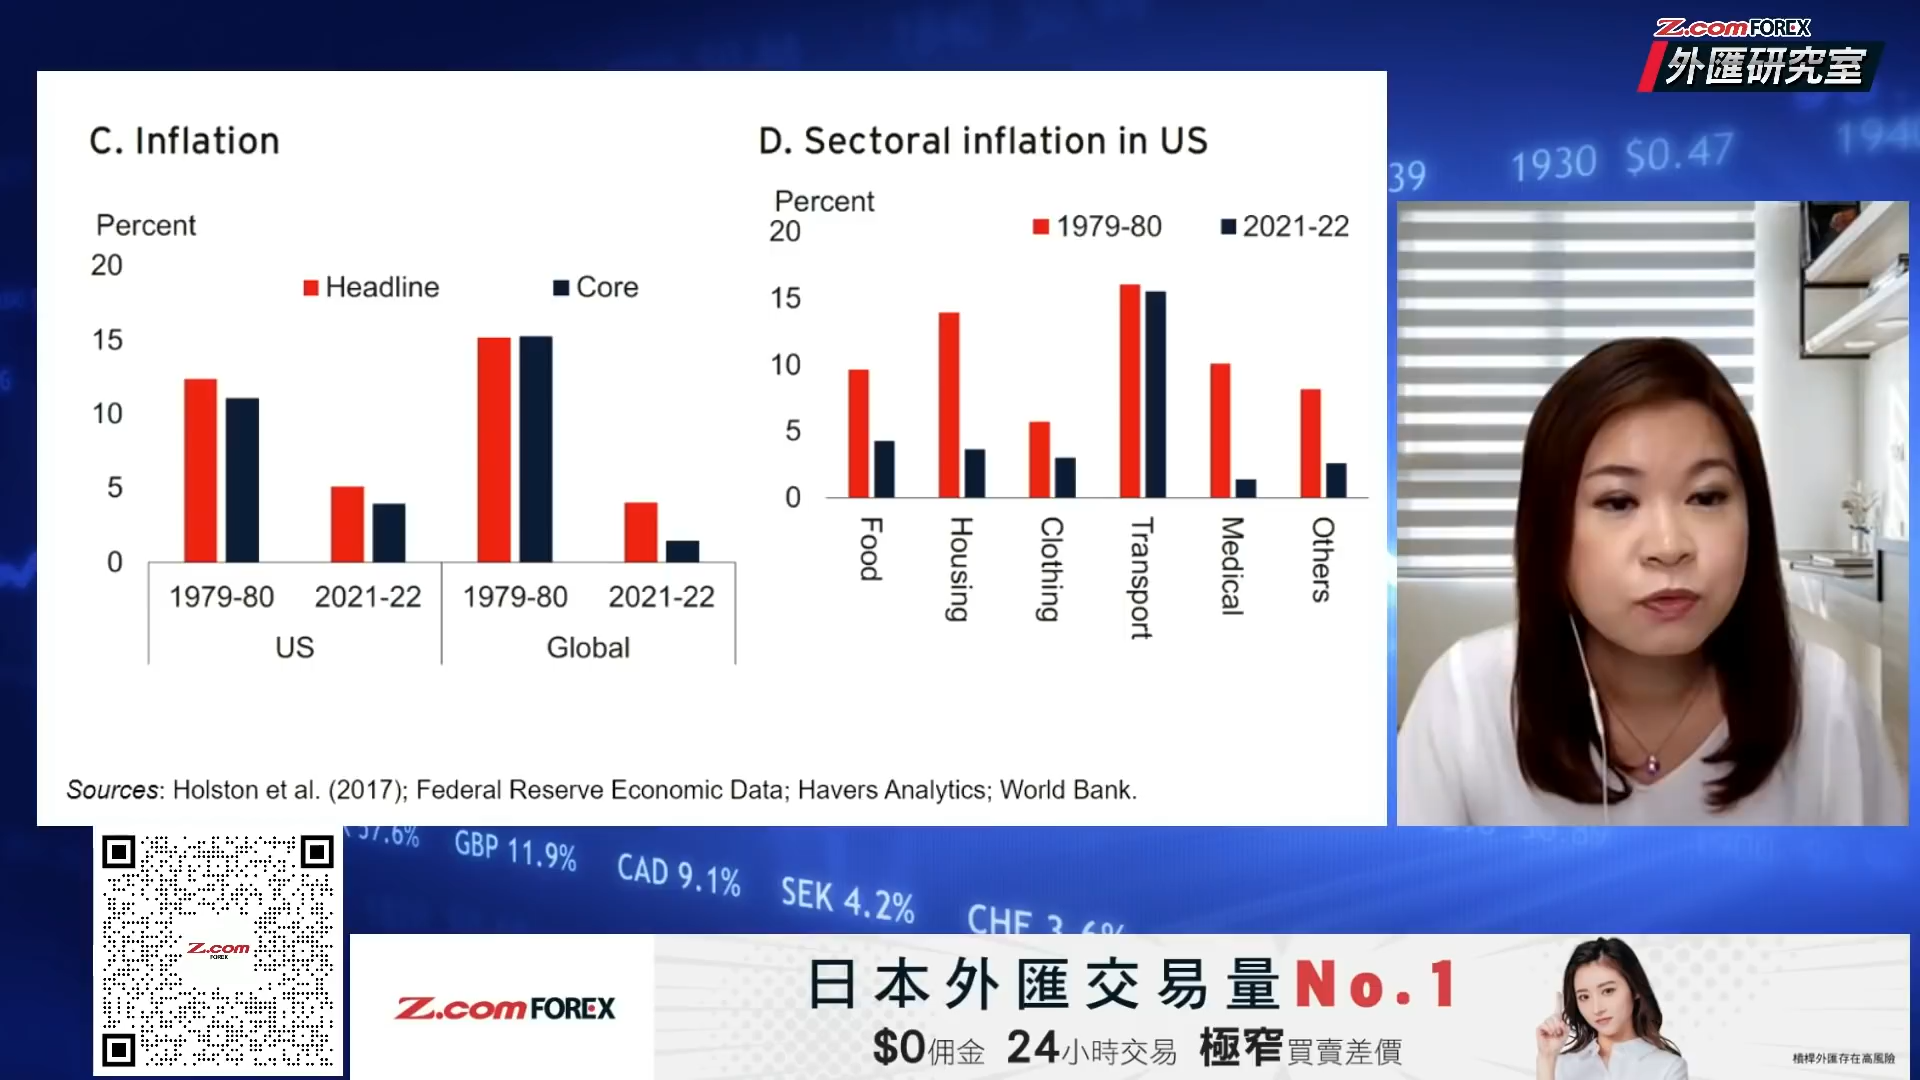 Z.com FOREX
外匯研究室
C. Inflation
Percent
20
15
10
5
0
Headline
Core
1979-80
2021-22
1979-80
2021-22
US
Global
D. Sectoral inflation in US
Percent
20
15
10
5
0
1979-80
2021-22
Food
Housing
Clothing
Transport
Medical
Others
Sources: Holston et al. (2017); Federal Reserve Economic Data; Havers Analytics; World Bank.
39
1930 $0.47
GBP 11.9%
CAD 9.1%
SEK 4.2%
Z.com
FOREX
Z.com FOREX
日本外匯交易量No.1
$0佣金 24小時交易 極窄買賣差價
槓桿外匯存在高風險